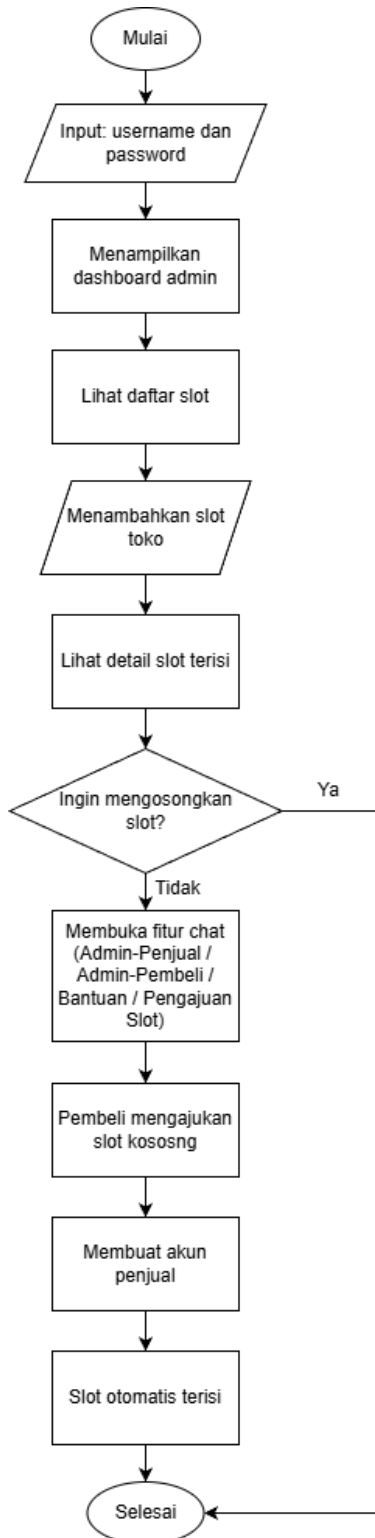 Mulai
Input: username dan
password
Menampilkan
dashboard admin
Lihat daftar slot
Menambahkan slot
toko
Lihat detail slot terisi
Ingin mengosongkan
slot?
Ya
Tidak
Membuka fitur chat
(Admin-Penjual /
Admin-Pembeli /
Bantuan / Pengajuan
Slot)
Pembeli mengajukan
slot kososng
Membuat akun
penjual
Slot otomatis terisi
Selesai